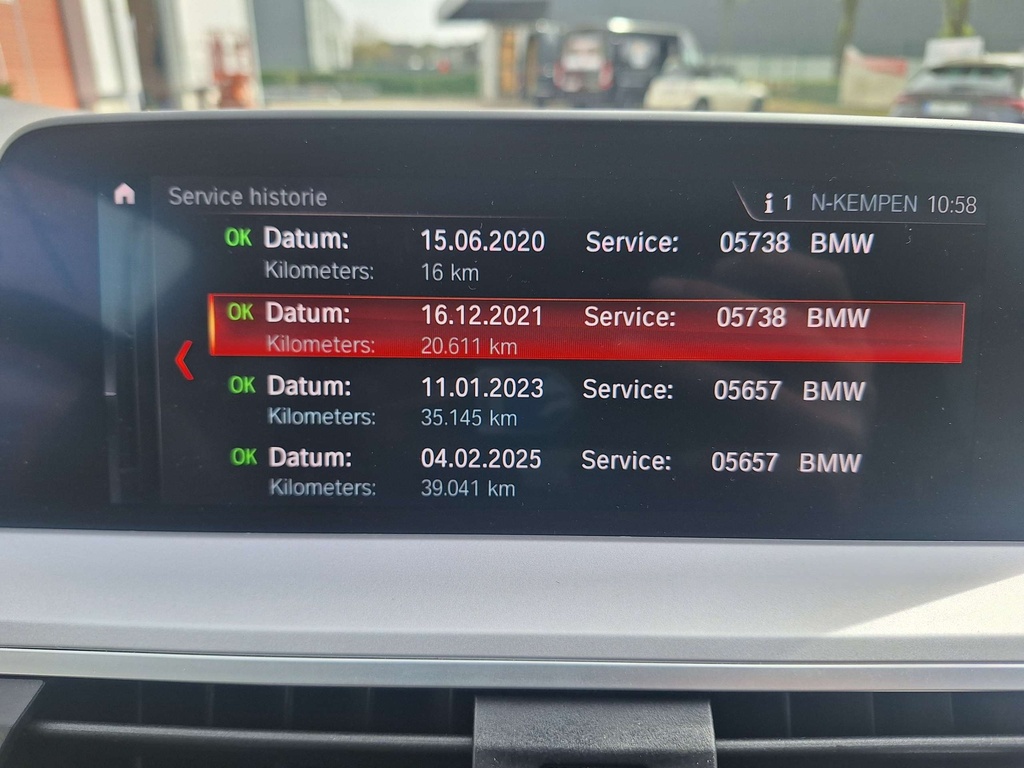 Service historie
i 1 N-KEMPEN 10:58
OK Datum: 15.06.2020 Service: 05738 BMW
Kilometers: 16 km
OK Datum: 16.12.2021 Service: 05738 BMW
Kilometers: 20.611 km
OK Datum: 11.01.2023 Service: 05657 BMW
Kilometers: 35.145 km
OK Datum: 04.02.2025 Service: 05657 BMW
Kilometers: 39.041 km